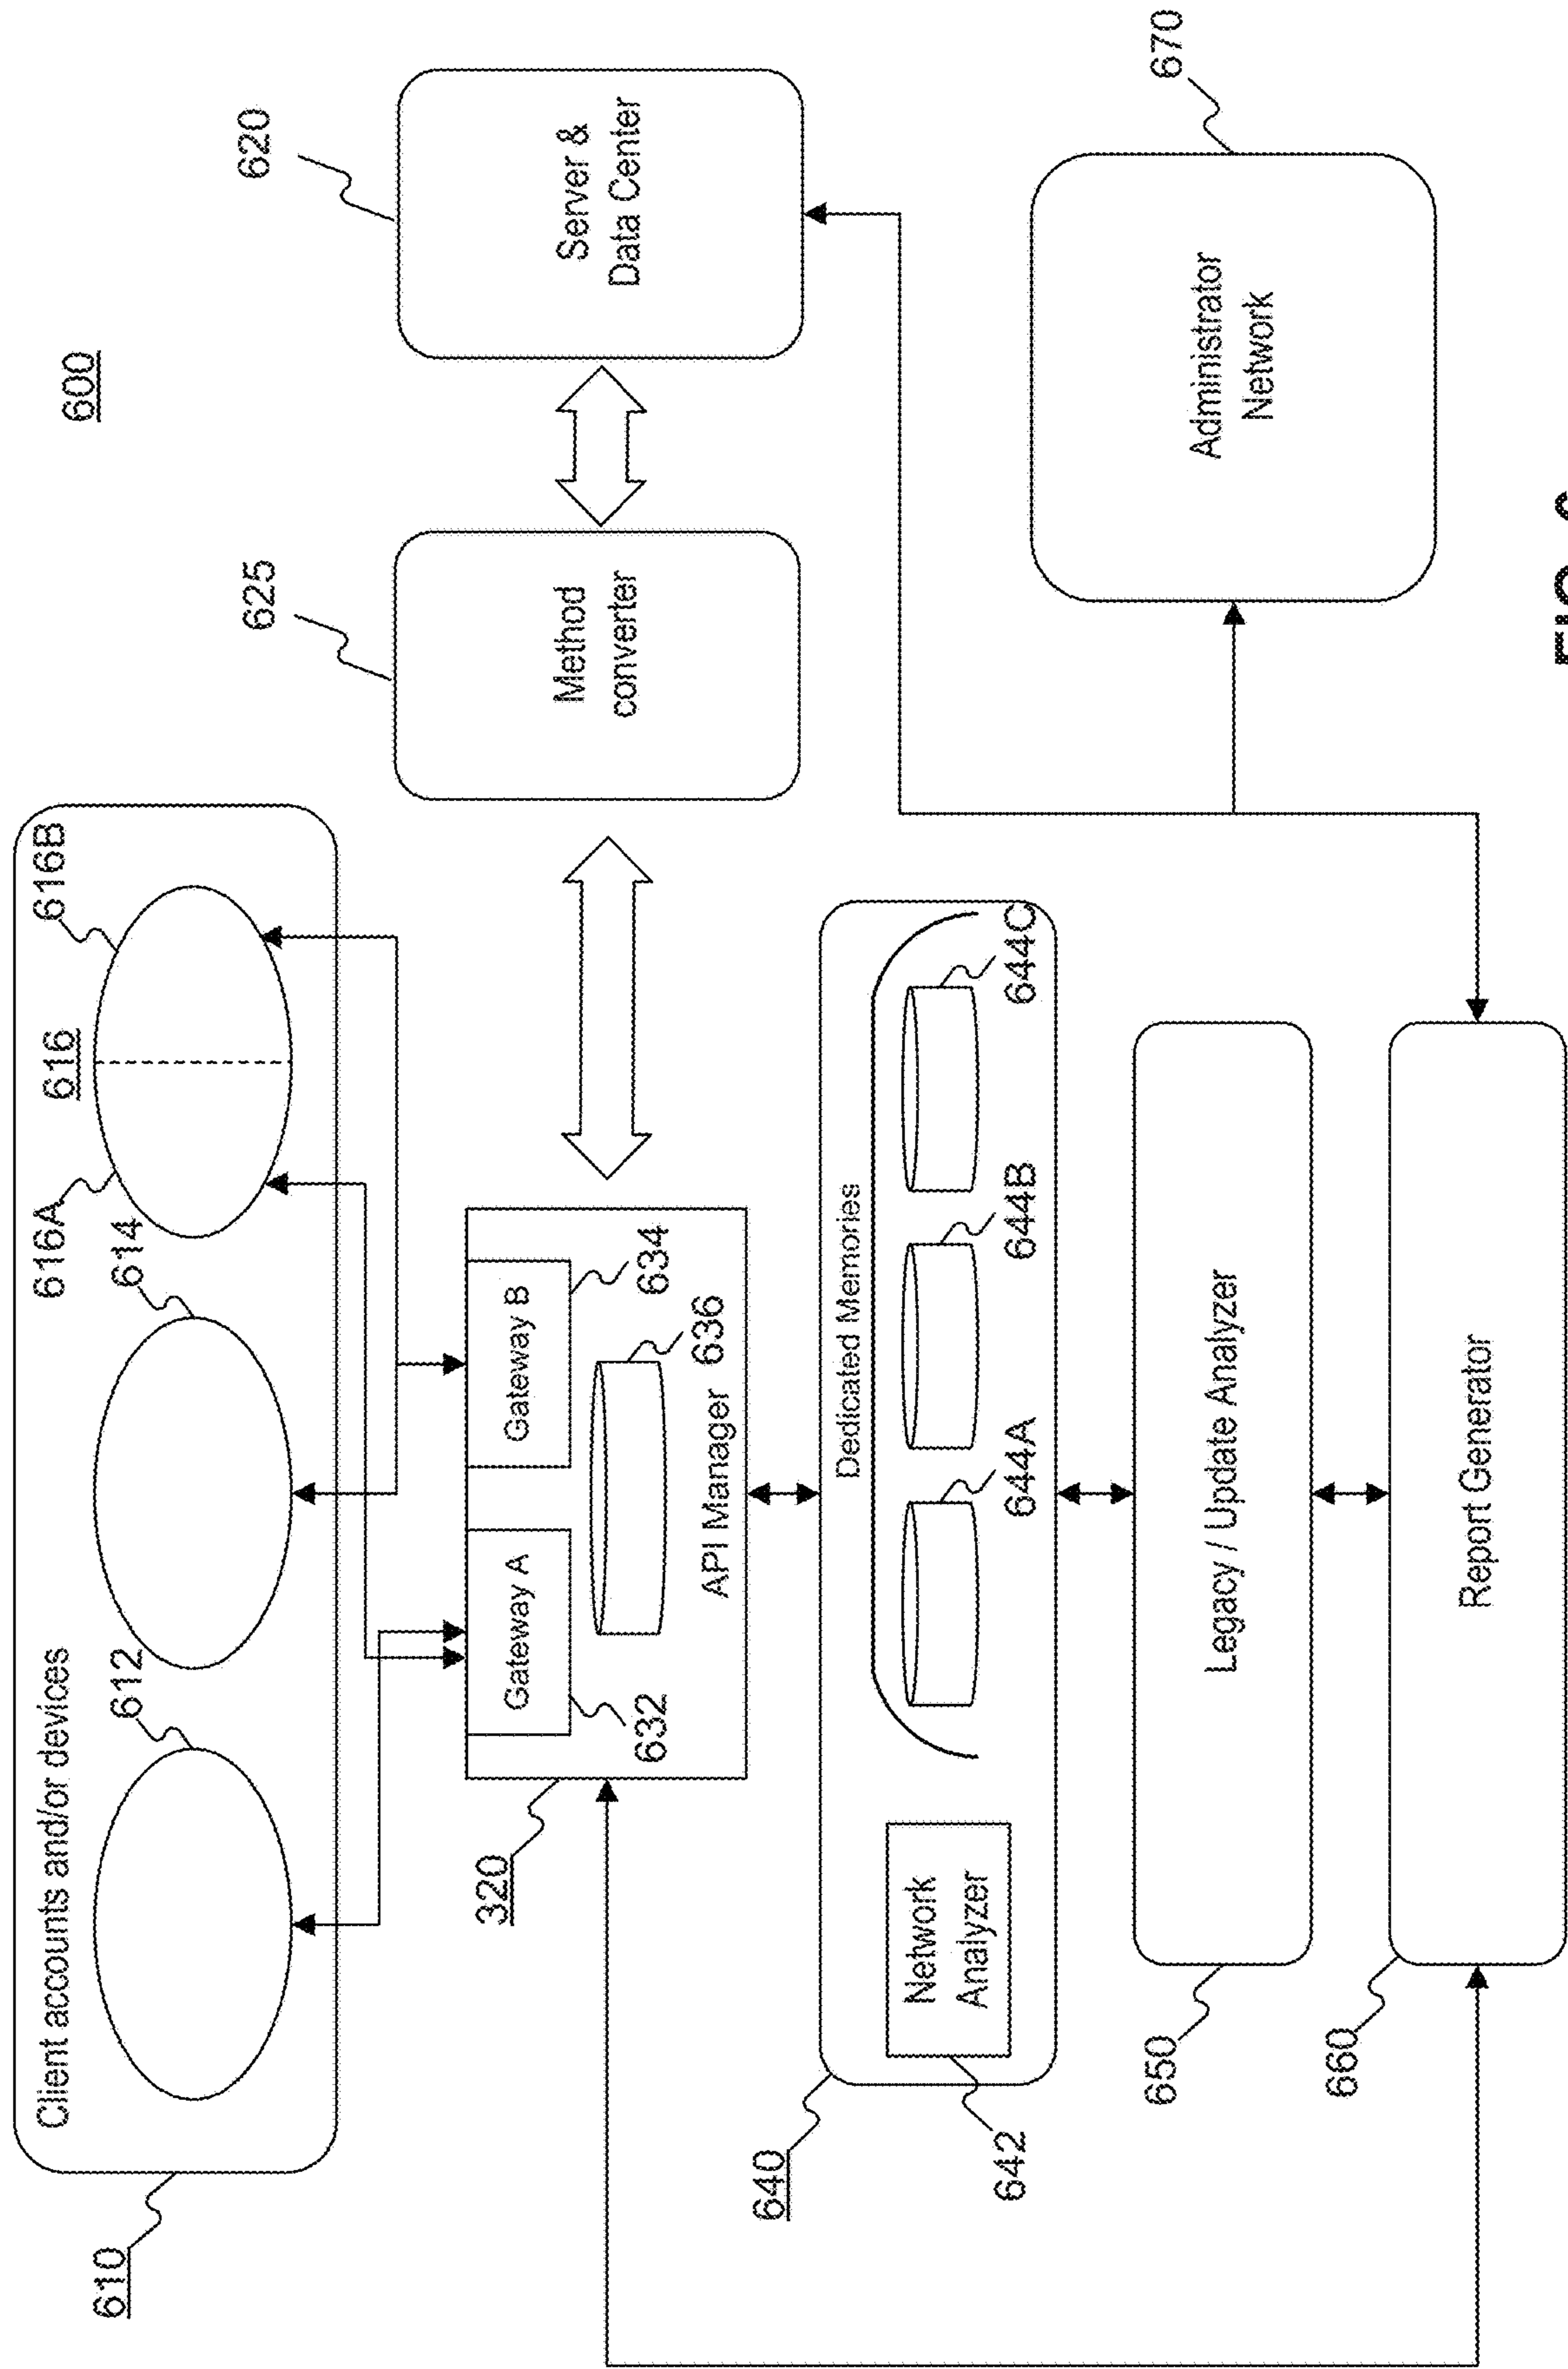 600
610
Client accounts and/or devices
612
614
616A
616
616B
620
625
Server &
Data Center
Method
converter
320
Gateway A
Gateway B
632
634
636
API Manager
640
Dedicated Memories
Network
Analyzer
642
644A
644B
644C
670
Administrator
Network
650
Legacy / Update Analyzer
660
Report Generator
FIG.